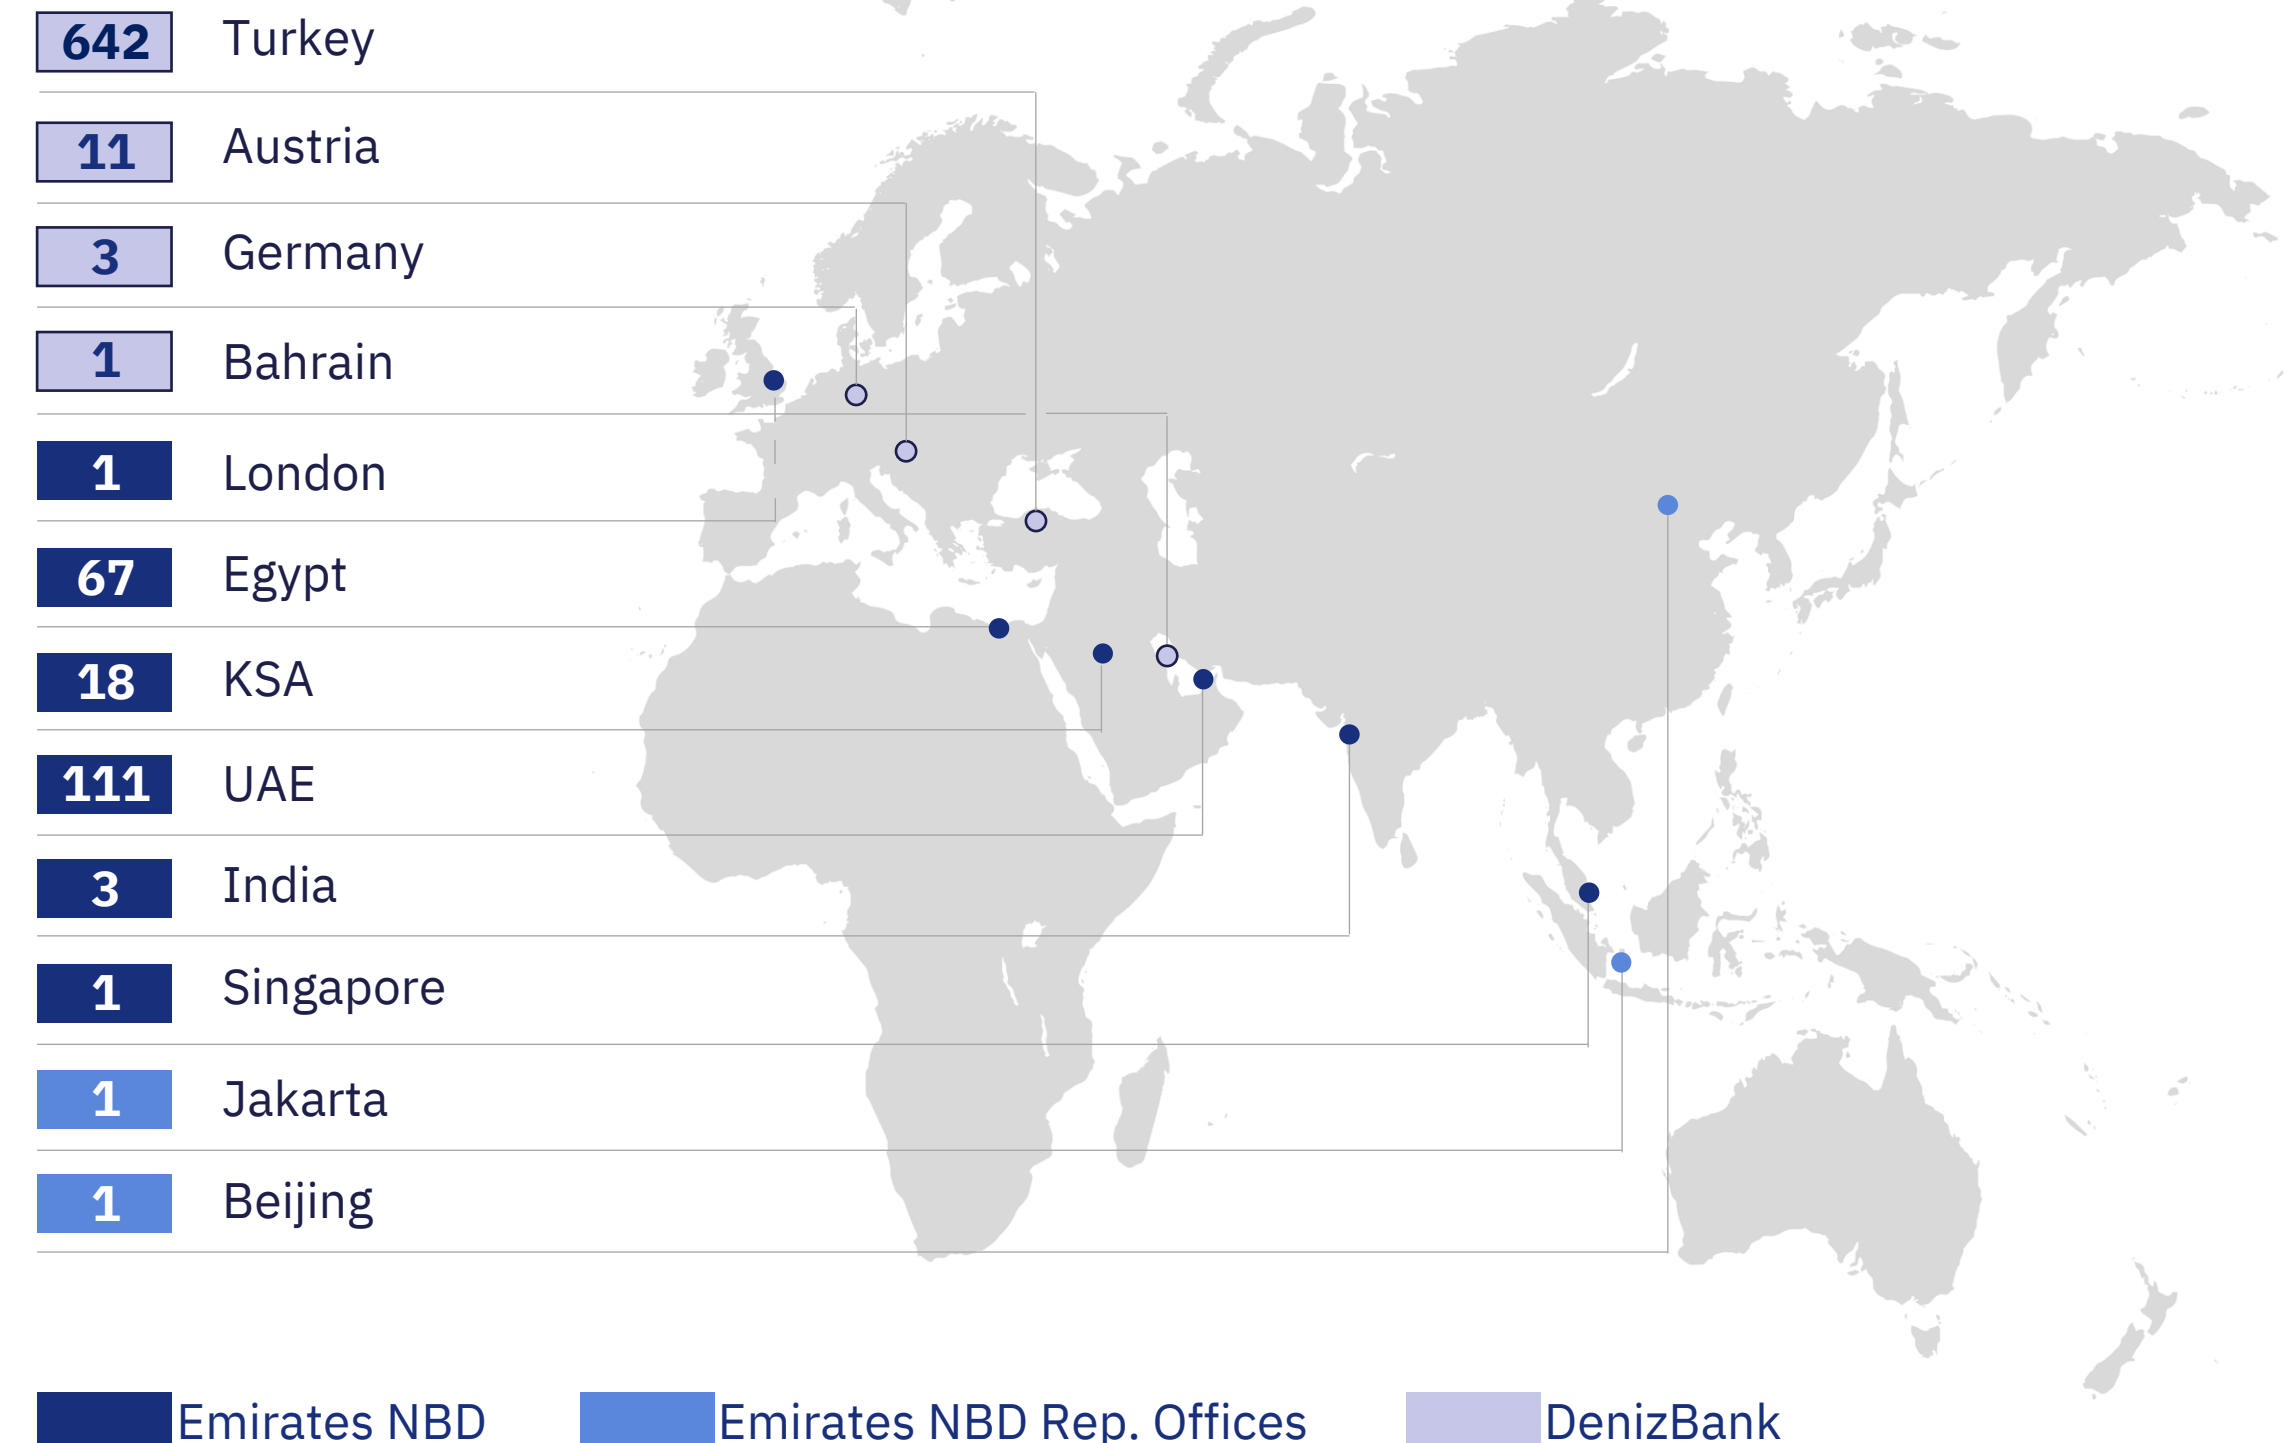 642 Turkey
11 Austria
3 Germany
1 Bahrain
1 London
67 Egypt
18 KSA
111 UAE
3 India
1 Singapore
1 Jakarta
1 Beijing
Emirates NBD Emirates NBD Rep. Offices DenizBank